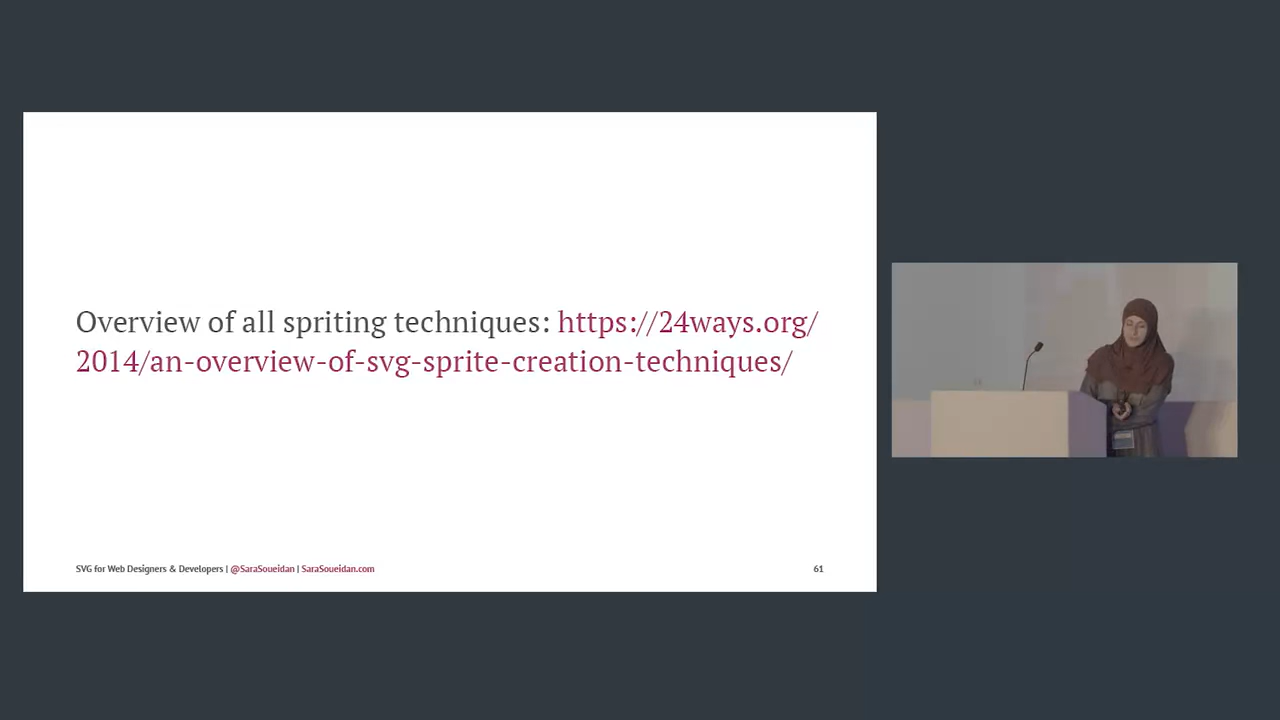 Overview of all spriting techniques: https://24ways.org/
2014/an-overview-of-svg-sprite-creation-techniques/
SVG for Web Designers & Developers | @SaraSoueidan | SaraSoueidan.com
61